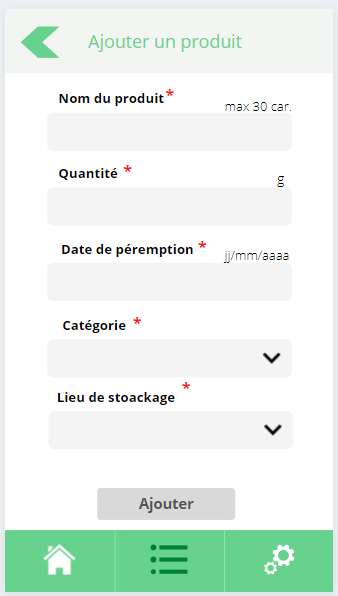 Ajouter un produit
Nom du produit*
max 30 car.
Quantité *
g
Date de péremption *
jj/mm/aaaa
Catégorie *
Lieu de stoackage *
Ajouter